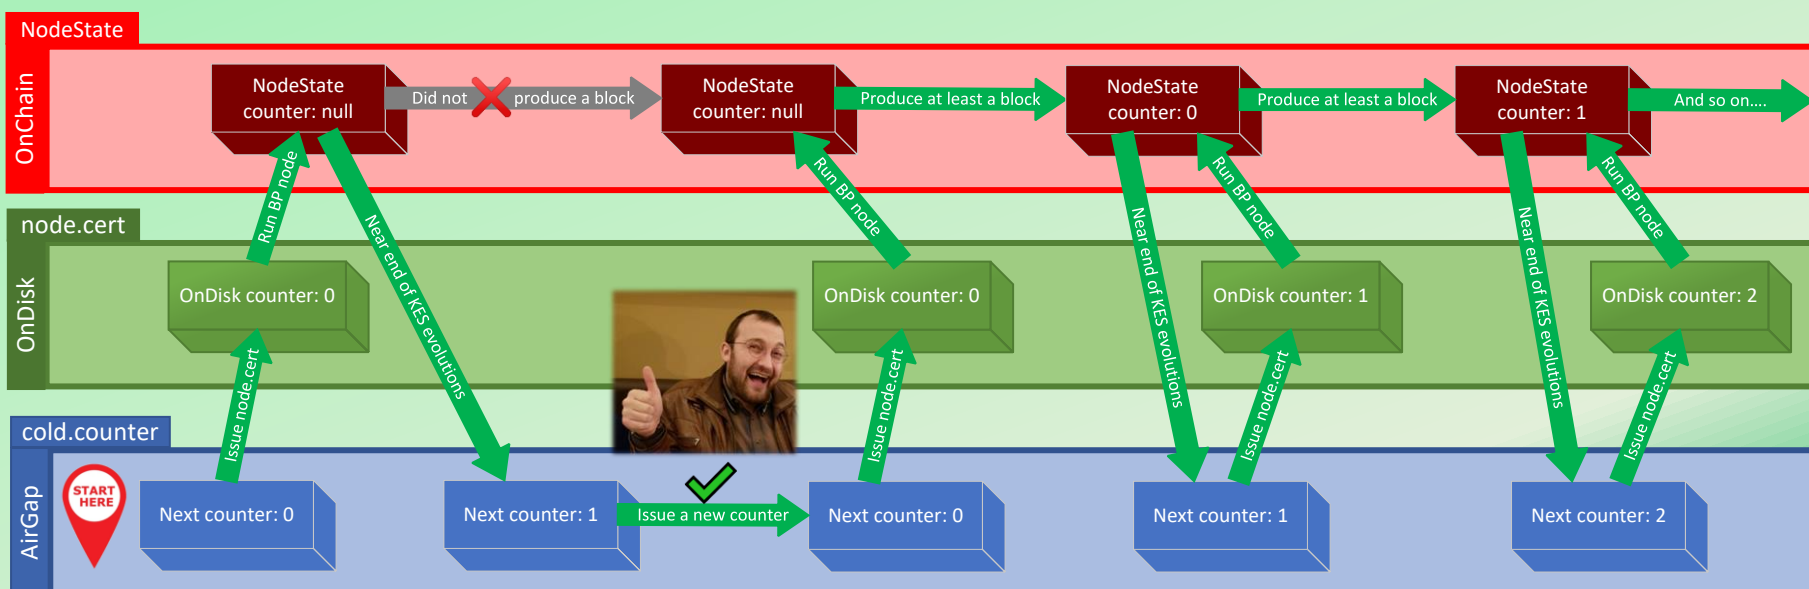 NodeState
OnChain
NodeState
counter: null
Did not
produce a block
NodeState
counter: null
Produce at least a block
NodeState
counter: 0
Produce at least a block
NodeState
counter: 1
And so on....
Run BP node
Near end of KES evolutions
Run BP node
Near end of KES evolutions
Run BP node
Near end of KES evolutions
Run BP node
node.cert
OnDisk
OnDisk counter: 0
OnDisk counter: 0
OnDisk counter: 1
OnDisk counter: 2
Issue node.cert
Issue node.cert
Issue node.cert
Issue node.cert
cold.counter
AirGap
START
HERE
Next counter: 0
Next counter: 1
Issue a new counter
Next counter: 0
Next counter: 1
Next counter: 2